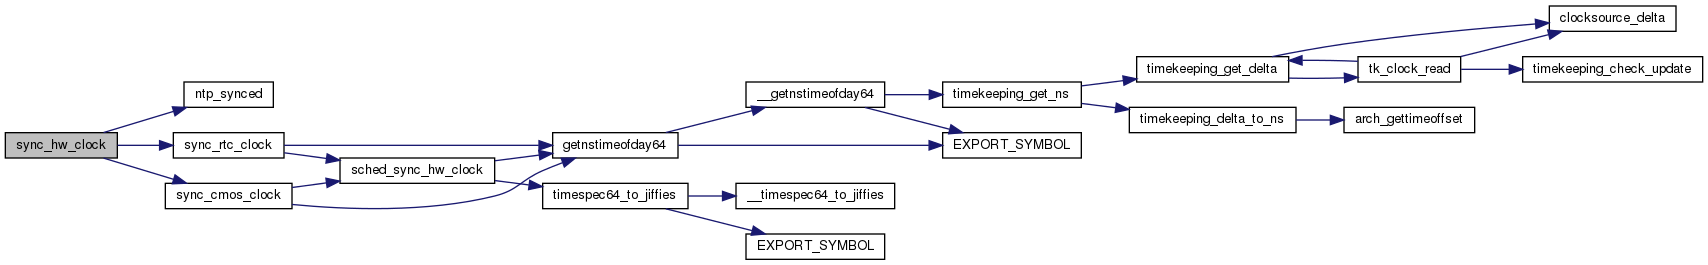 sync_hw_clock
ntp_synced
sync_rtc_clock
sync_cmos_clock
sched_sync_hw_clock
getnstimeofday64
timespec64_to_jiffies
__getnstimeofday64
EXPORT_SYMBOL
__timespec64_to_jiffies
EXPORT_SYMBOL
timekeeping_get_ns
timekeeping_get_delta
timekeeping_delta_to_ns
tk_clock_read
arch_gettimeoffset
clocksource_delta
timekeeping_check_update